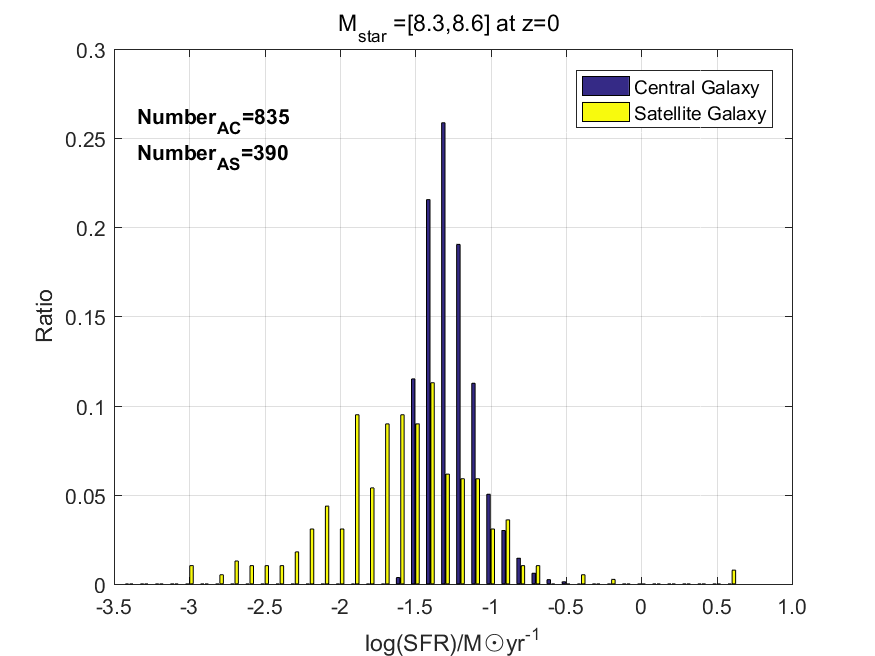 M_star =[8.3,8.6] at z=0
0.3
0.25
0.2
0.15
0.1
0.05
0
Ratio
Number_AC=835
Number_AS=390
Central Galaxy
Satellite Galaxy
-3.5 -3 -2.5 -2 -1.5 -1 -0.5 0 0.5 1.0
log(SFR)/M☉yr^-1